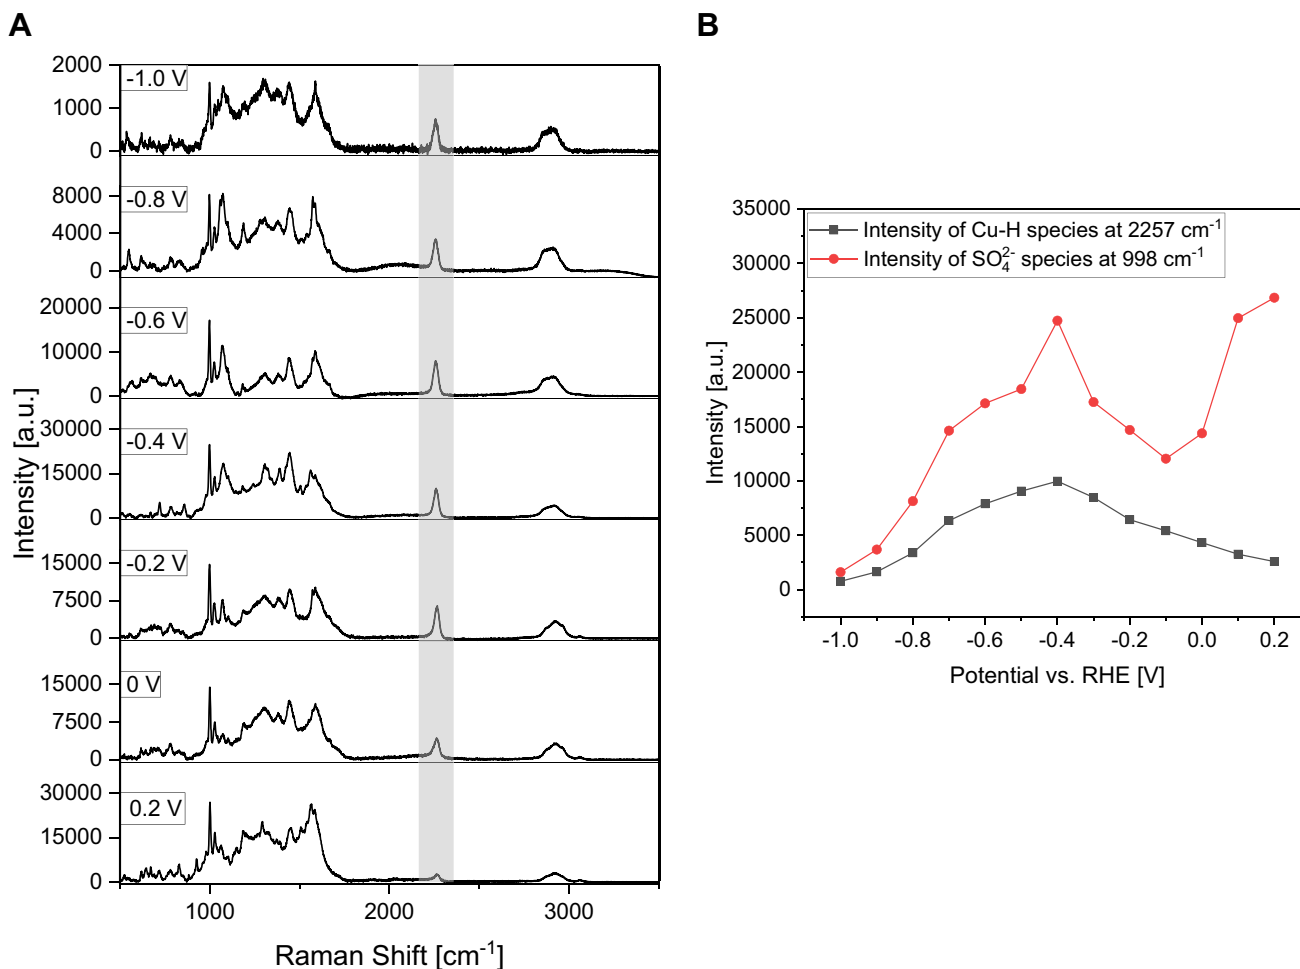 A
B
Intensity [a.u.]
-1.0 V
2000
1000
0
-0.8 V
8000
4000
0
-0.6 V
20000
10000
0
-0.4 V
30000
15000
0
-0.2 V
15000
7500
0
0 V
15000
7500
0
0.2 V
30000
15000
0
1000 2000 3000
Raman Shift [cm⁻¹]
Intensity of Cu-H species at 2257 cm⁻¹
Intensity of SO₄²⁻ species at 998 cm⁻¹
Intensity [a.u.]
35000
30000
25000
20000
15000
10000
5000
0
-1.0 -0.8 -0.6 -0.4 -0.2 0.0 0.2
Potential vs. RHE [V]